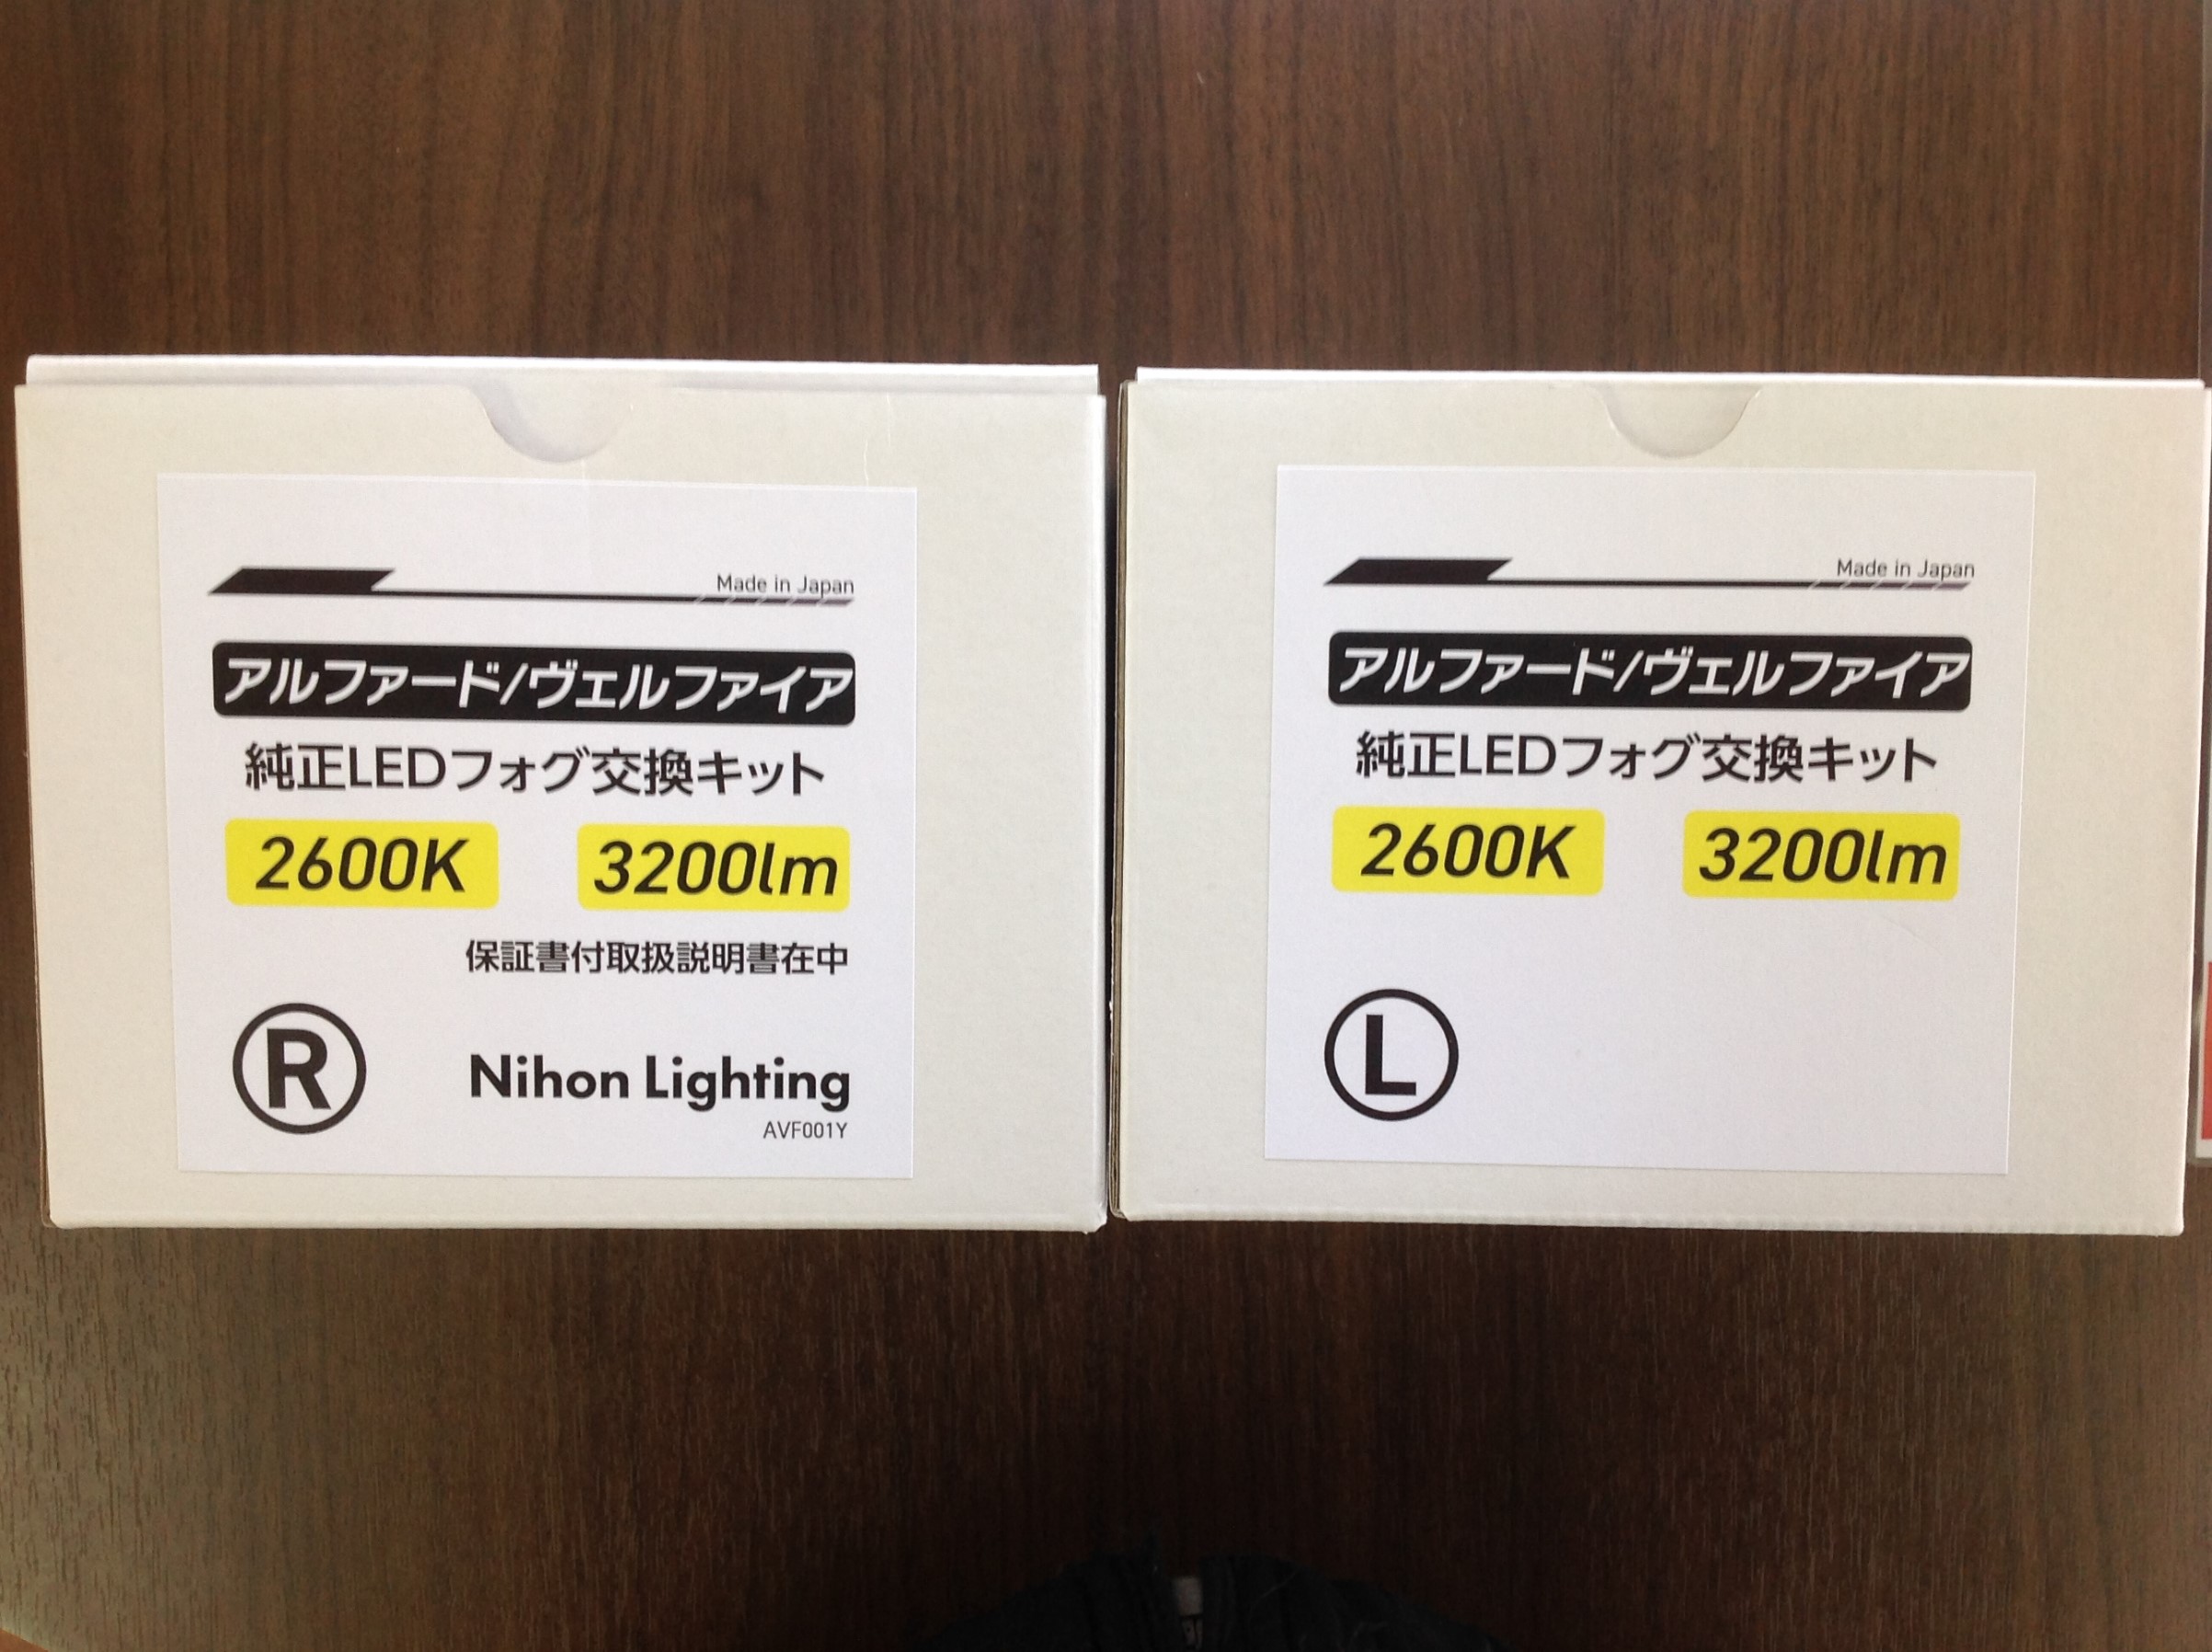 Made in Japan
アルファード/ヴェルファイア
純正LEDフォグ交換キット
2600K 3200lm
保証書付取扱説明書在中
R Nihon Lighting
AVF001Y
Made in Japan
アルファード/ヴェルファイア
純正LEDフォグ交換キット
2600K 3200lm
L